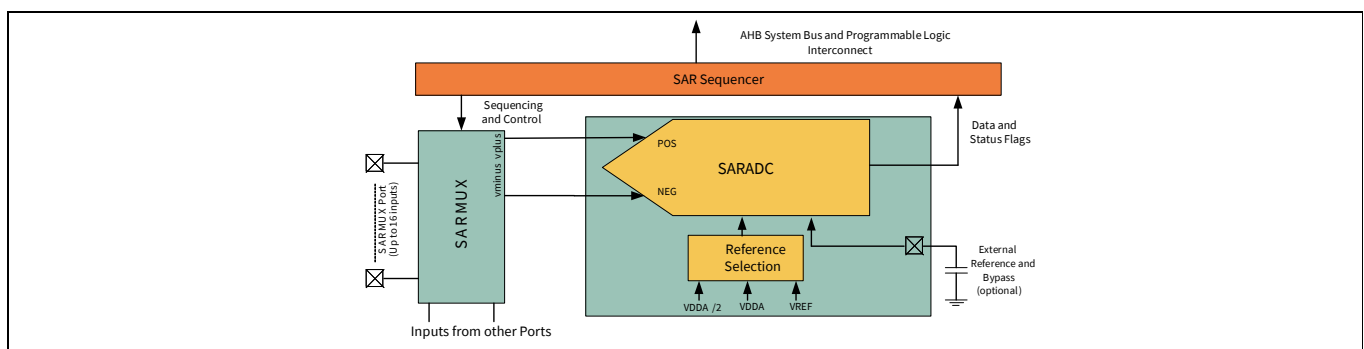 AHB System Bus and Programmable Logic
Interconnect
SAR Sequencer
Sequencing
and Control
Data and
Status Flags
vminus vplus
POS
SARADC
NEG
SARMUX Port
(Up to 16 inputs)
SARMUX
Reference
Selection
External
Reference and
Bypass
(optional)
VDDA /2 VDDA VREF
Inputs from other Ports